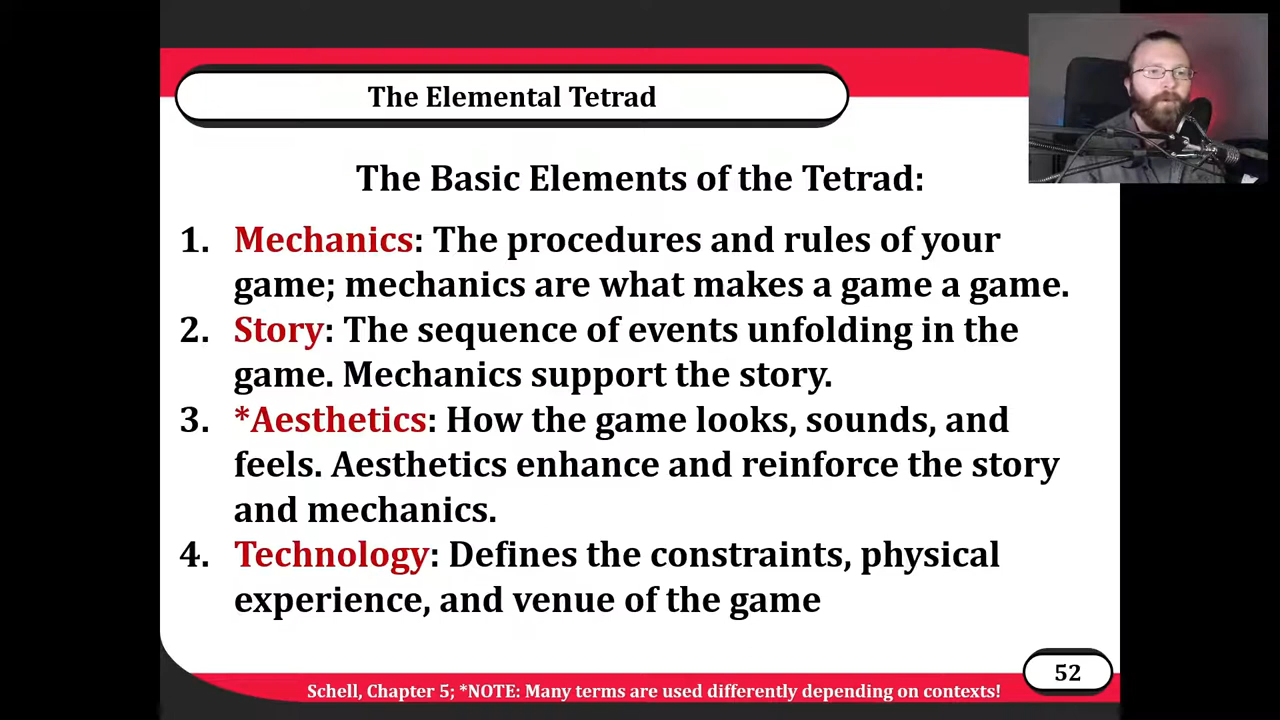 The Elemental Tetrad
The Basic Elements of the Tetrad:
1. Mechanics: The procedures and rules of your
game; mechanics are what makes a game a game.
2. Story: The sequence of events unfolding in the
game. Mechanics support the story.
3. *Aesthetics: How the game looks, sounds, and
feels. Aesthetics enhance and reinforce the story
and mechanics.
4. Technology: Defines the constraints, physical
experience, and venue of the game
52
Schell, Chapter 5; *NOTE: Many terms are used differently depending on contexts!